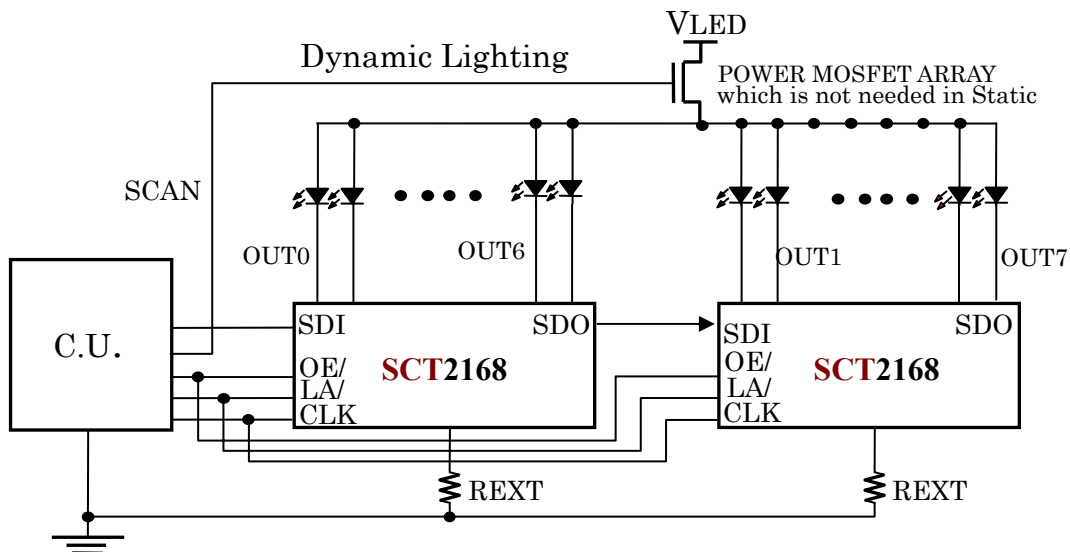 VLED
Dynamic Lighting
POWER MOSFET ARRAY
which is not needed in Static
SCAN
OUT0
OUT6
OUT1
OUT7
C.U.
SDI
SDO
OE/
LA/
CLK
SCT2168
SDI
SDO
OE/
LA/
CLK
SCT2168
REXT
REXT